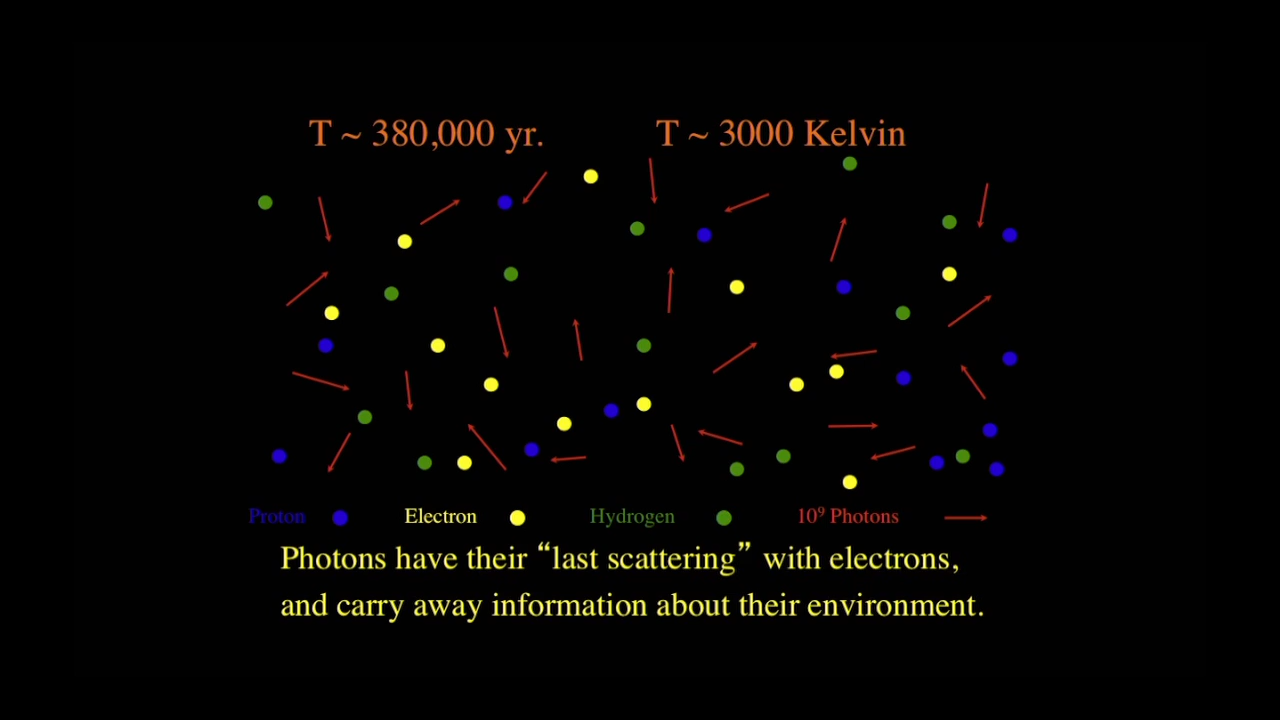 T ~ 380,000 yr. T ~ 3000 Kelvin
Proton Electron Hydrogen 10⁹ Photons
Photons have their “last scattering” with electrons,
and carry away information about their environment.